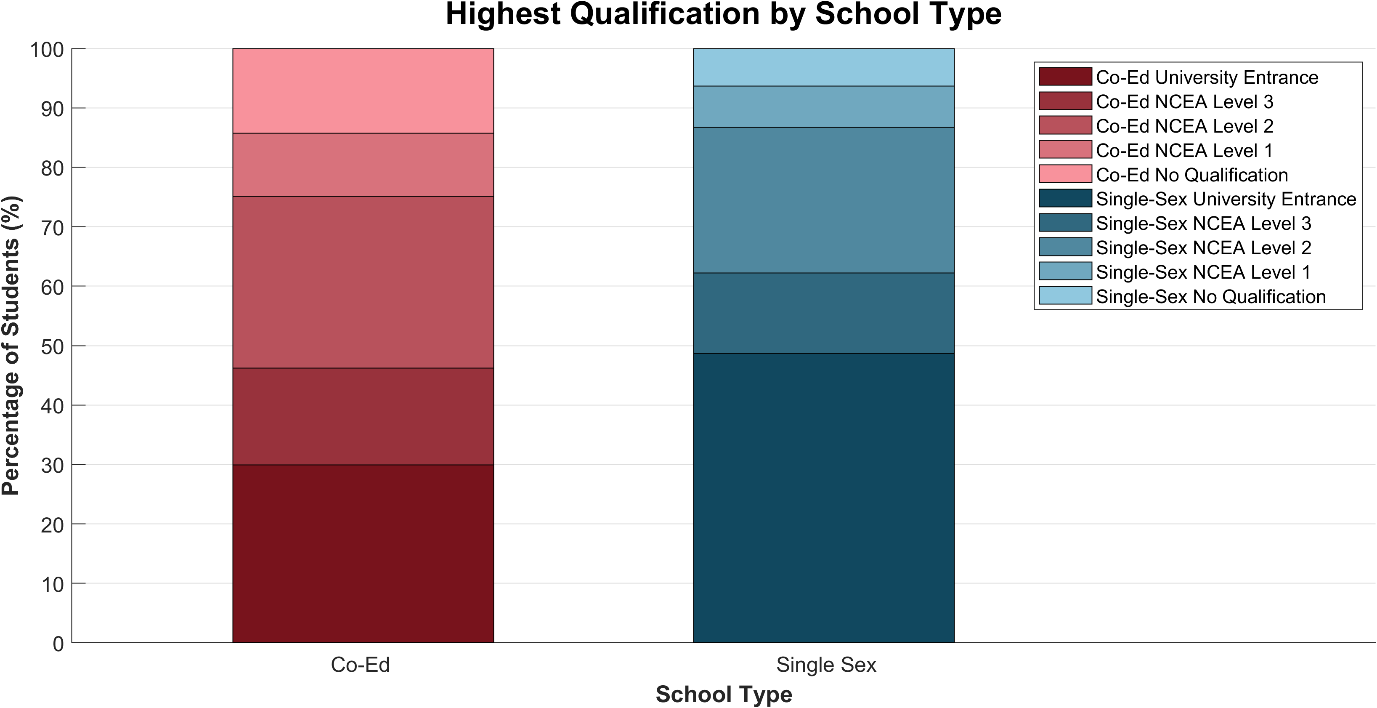 Highest Qualification by School Type
Percentage of Students (%)
100
90
80
70
60
50
40
30
20
10
0
Co-Ed University Entrance
Co-Ed NCEA Level 3
Co-Ed NCEA Level 2
Co-Ed NCEA Level 1
Co-Ed No Qualification
Single-Sex University Entrance
Single-Sex NCEA Level 3
Single-Sex NCEA Level 2
Single-Sex NCEA Level 1
Single-Sex No Qualification
Co-Ed
Single Sex
School Type